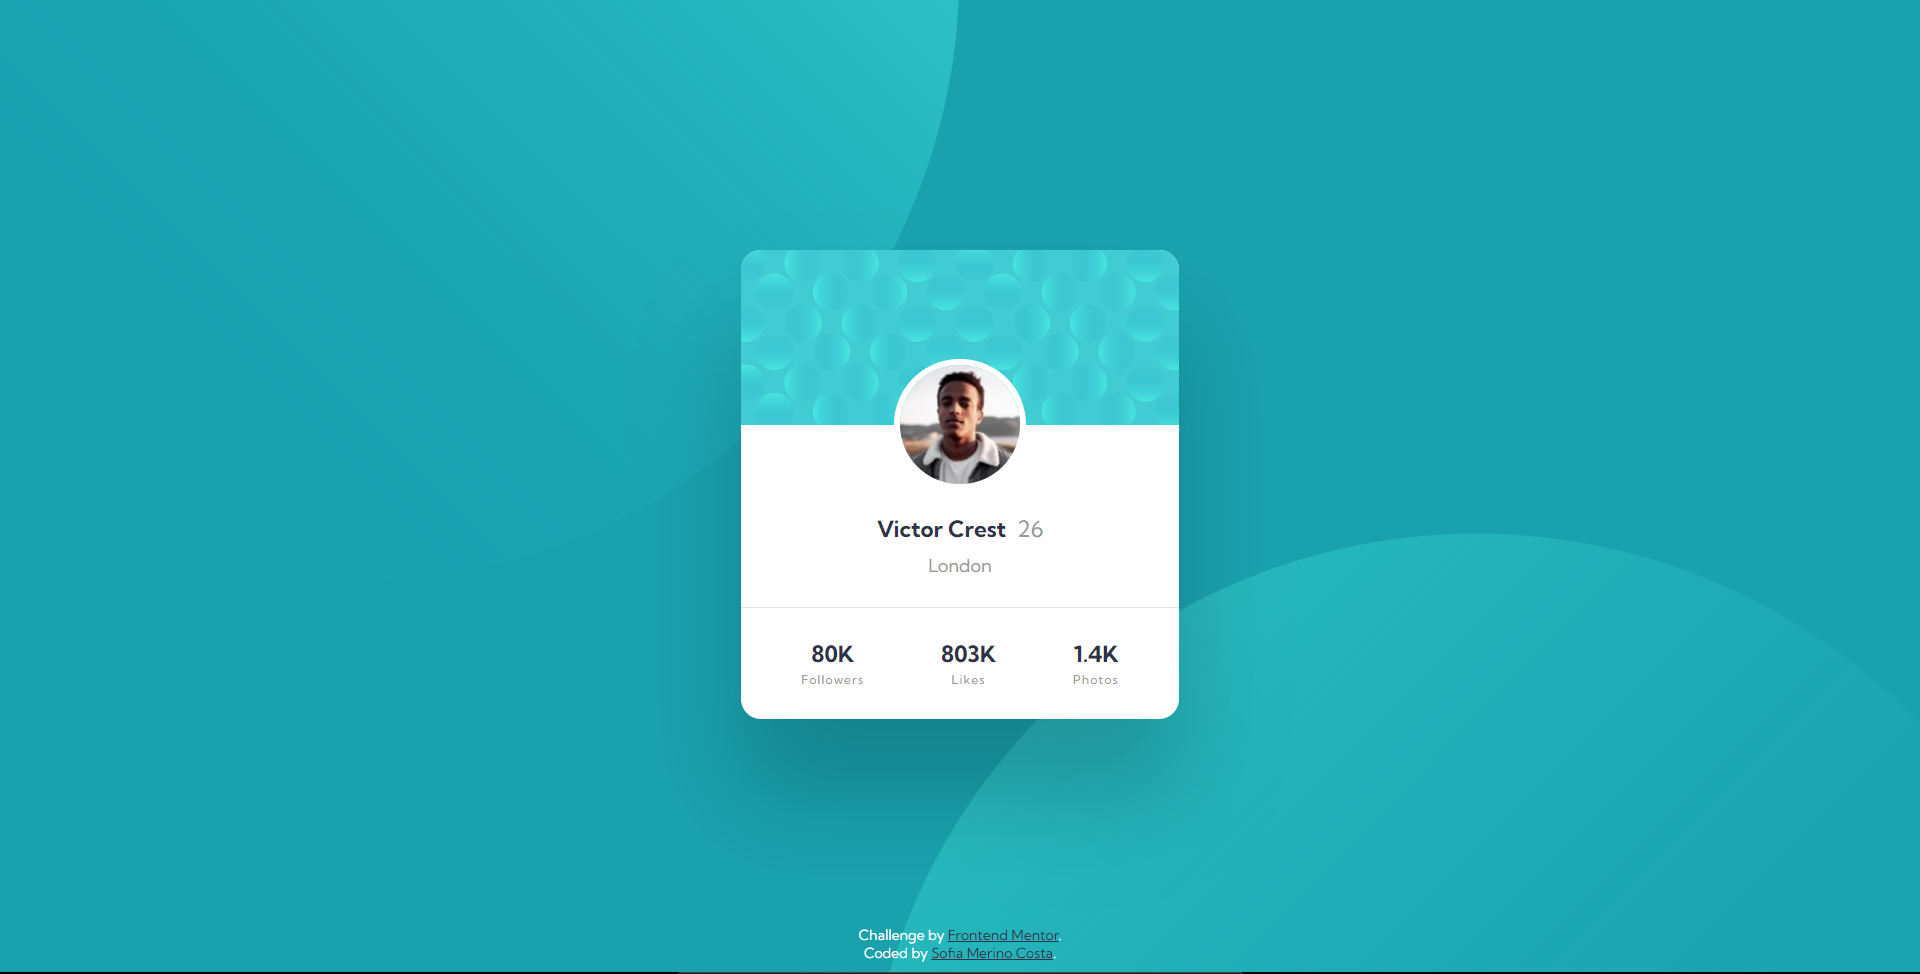 Victor Crest 26
London
80K 803K 1.4K
Followers Likes Photos
Challenge by Frontend Mentor.
Coded by Sofia Merino Costa.